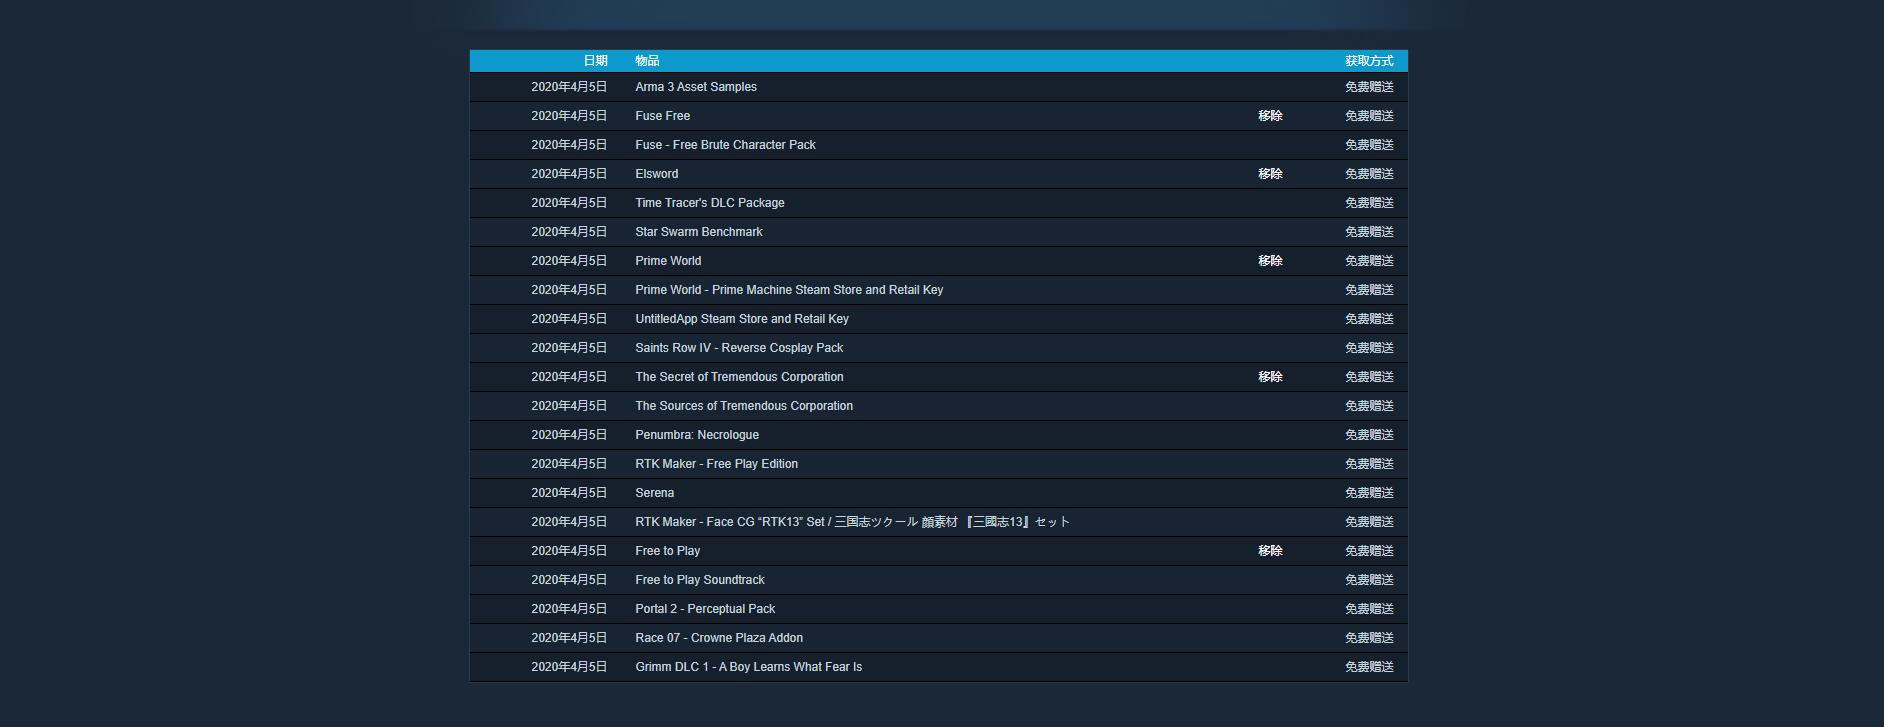 日期 物品 获取方式
2020年4月5日 Arma 3 Asset Samples 免费赠送
2020年4月5日 Fuse Free 移除 免费赠送
2020年4月5日 Fuse - Free Brute Character Pack 免费赠送
2020年4月5日 Elsword 移除 免费赠送
2020年4月5日 Time Tracer's DLC Package 免费赠送
2020年4月5日 Star Swarm Benchmark 免费赠送
2020年4月5日 Prime World 移除 免费赠送
2020年4月5日 Prime World - Prime Machine Steam Store and Retail Key 免费赠送
2020年4月5日 UntitledApp Steam Store and Retail Key 免费赠送
2020年4月5日 Saints Row IV - Reverse Cosplay Pack 免费赠送
2020年4月5日 The Secret of Tremendous Corporation 移除 免费赠送
2020年4月5日 The Sources of Tremendous Corporation 免费赠送
2020年4月5日 Penumbra: Necrologue 免费赠送
2020年4月5日 RTK Maker - Free Play Edition 免费赠送
2020年4月5日 Serena 免费赠送
2020年4月5日 RTK Maker - Face CG “RTK13” Set / 三国志ツクール 顔素材 『三國志13』セット 免费赠送
2020年4月5日 Free to Play 移除 免费赠送
2020年4月5日 Free to Play Soundtrack 免费赠送
2020年4月5日 Portal 2 - Perceptual Pack 免费赠送
2020年4月5日 Race 07 - Crowne Plaza Addon 免费赠送
2020年4月5日 Grimm DLC 1 - A Boy Learns What Fear Is 免费赠送